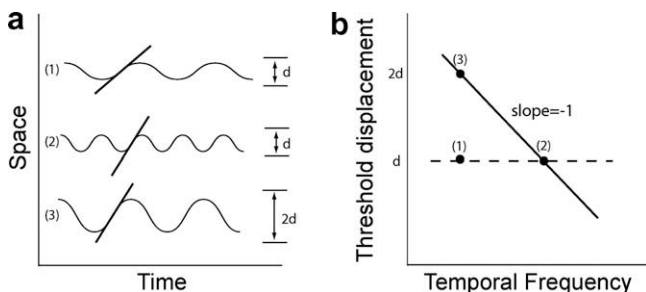 a
(1)
d
(2)
d
(3)
2d
Space
Time
b
2d
(3)
slope=-1
d
(1)
(2)
Threshold displacement
Temporal Frequency